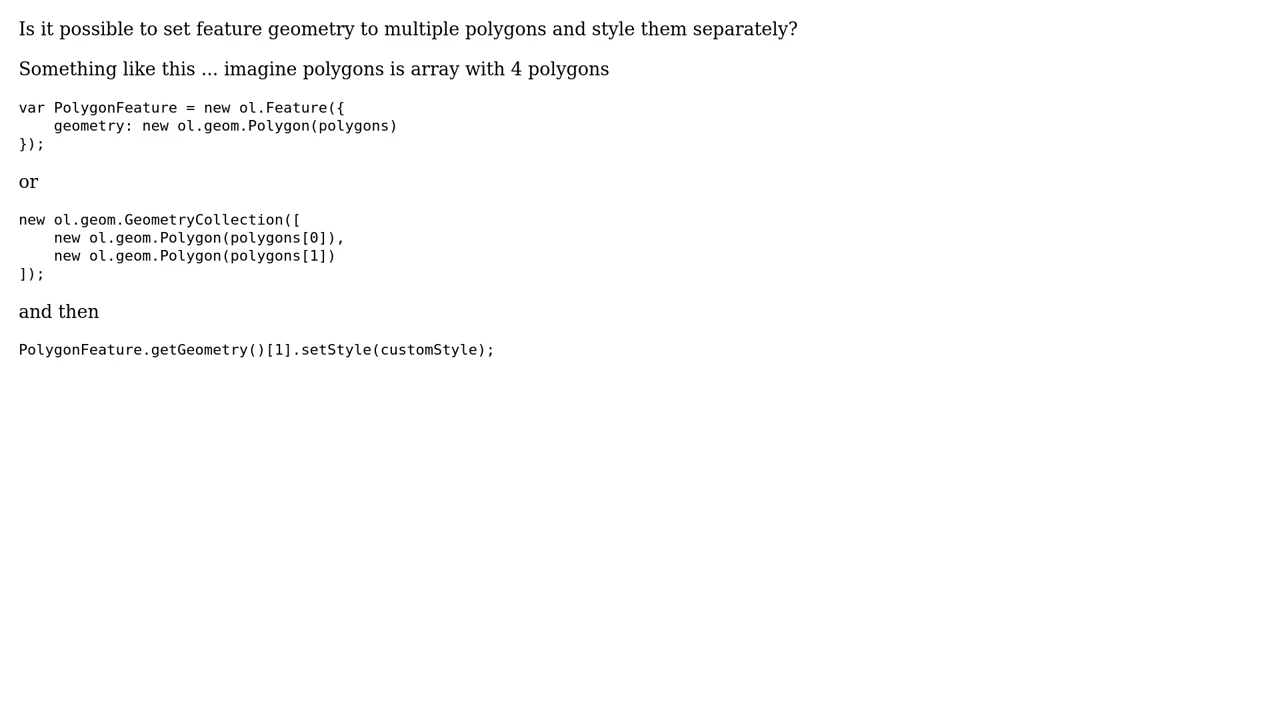 Is it possible to set feature geometry to multiple polygons and style them separately?
Something like this ... imagine polygons is array with 4 polygons
var PolygonFeature = new ol.Feature({
    geometry: new ol.geom.Polygon(polygons)
});
or
new ol.geom.GeometryCollection([
    new ol.geom.Polygon(polygons[0]),
    new ol.geom.Polygon(polygons[1])
]);
and then
PolygonFeature.getGeometry()[1].setStyle(customStyle);